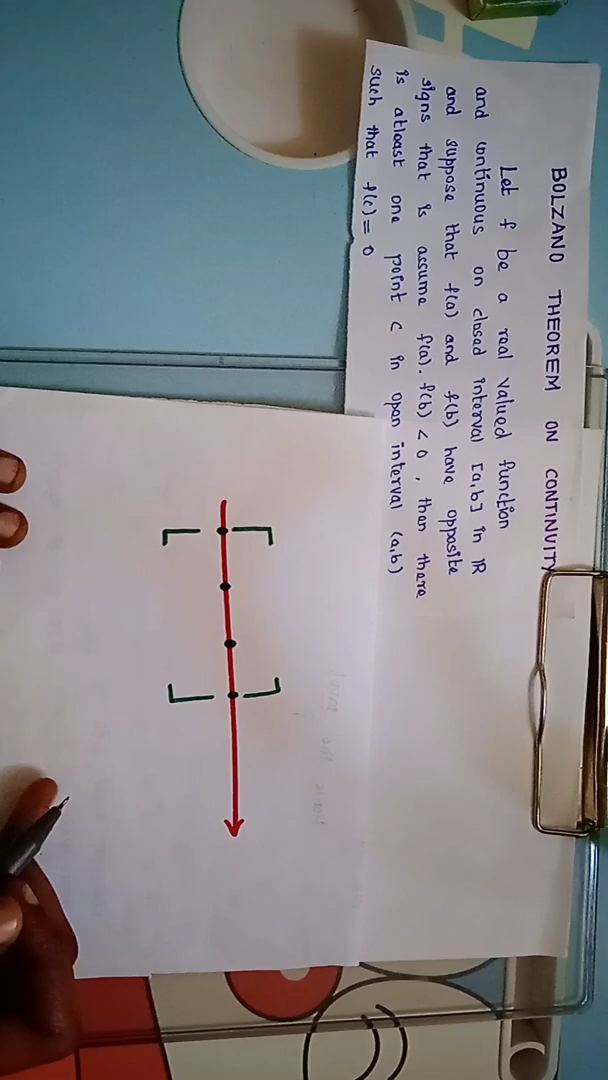 BOLZANO THEOREM ON CONTINUITY
Let f be a real valued function
and continuous on closed interval [a,b] in IR
and suppose that f(a) and f(b) have opposite
signs that is assume f(a).f(b) < 0 , then there
is atleast one point c in open interval (a,b)
such that f(c) = 0